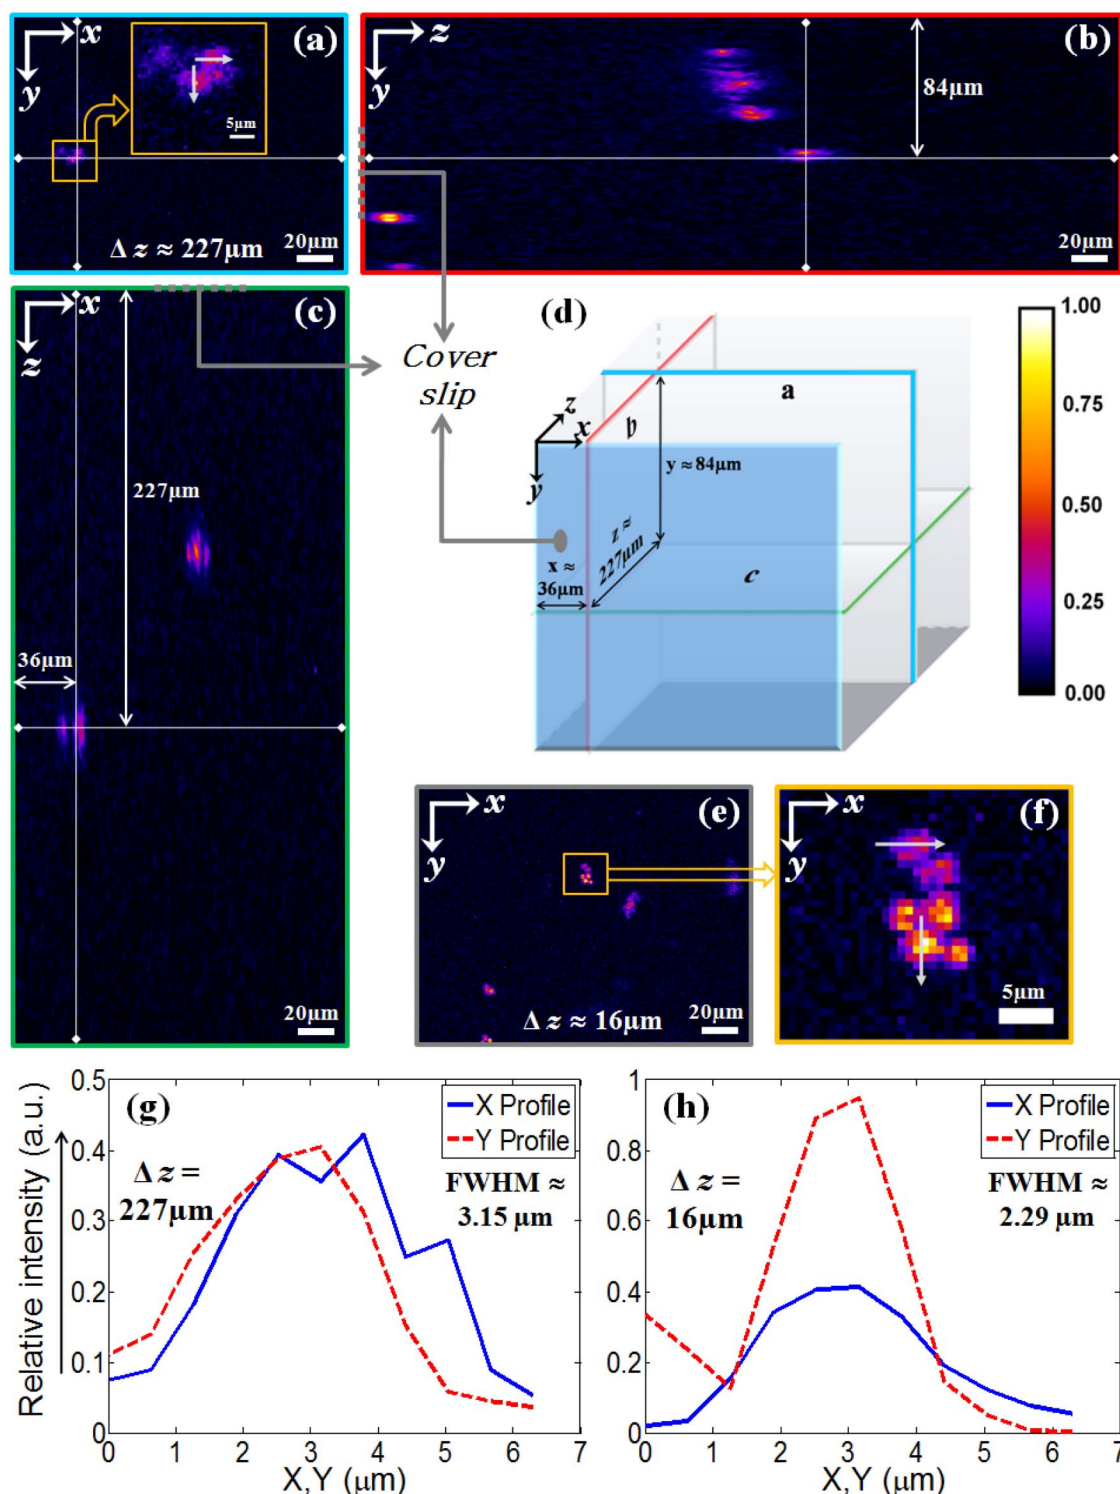 x
y
(a)
5μm
Δ z ≈ 227μm
20μm
z
y
(b)
84μm
20μm
x
z
(c)
227μm
36μm
20μm
Cover
slip
(d)
z
x
y
a
b
c
y ≈ 84μm
z ≈
227μm
x ≈
36μm
1.00
0.75
0.50
0.25
0.00
x
y
(e)
Δ z ≈ 16μm
20μm
x
y
(f)
5μm
Relative intensity (a.u.)
0.5
0.4
0.3
0.2
0.1
0
(g)
Δ z =
227μm
X Profile
Y Profile
FWHM ≈
3.15 μm
0 1 2 3 4 5 6 7
X,Y (μm)
1
0.8
0.6
0.4
0.2
0
(h)
Δ z =
16μm
X Profile
Y Profile
FWHM ≈
2.29 μm
0 1 2 3 4 5 6 7
X,Y (μm)